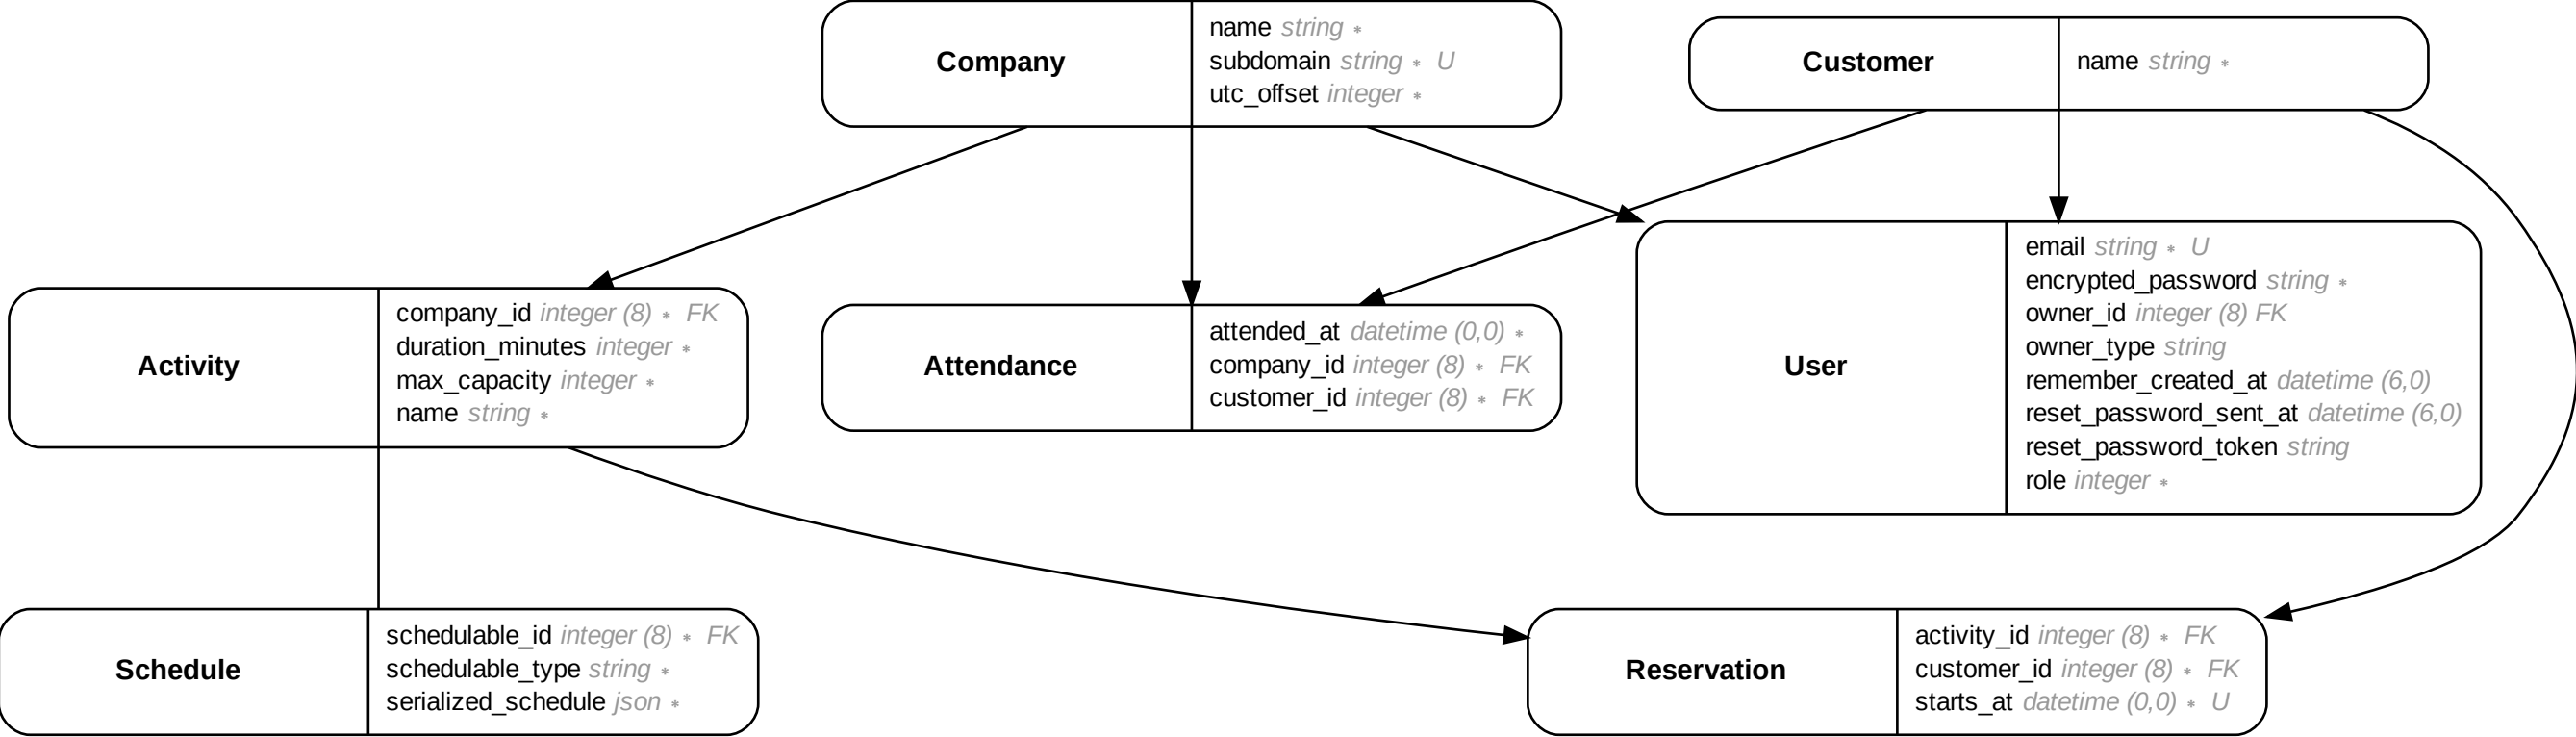 Company
name string *
subdomain string * U
utc_offset integer *
Customer
name string *
Activity
company_id integer (8) * FK
duration_minutes integer *
max_capacity integer *
name string *
Attendance
attended_at datetime (0,0) *
company_id integer (8) * FK
customer_id integer (8) * FK
User
email string * U
encrypted_password string *
owner_id integer (8) FK
owner_type string
remember_created_at datetime (6,0)
reset_password_sent_at datetime (6,0)
reset_password_token string
role integer *
Schedule
schedulable_id integer (8) * FK
schedulable_type string *
serialized_schedule json *
Reservation
activity_id integer (8) * FK
customer_id integer (8) * FK
starts_at datetime (0,0) * U